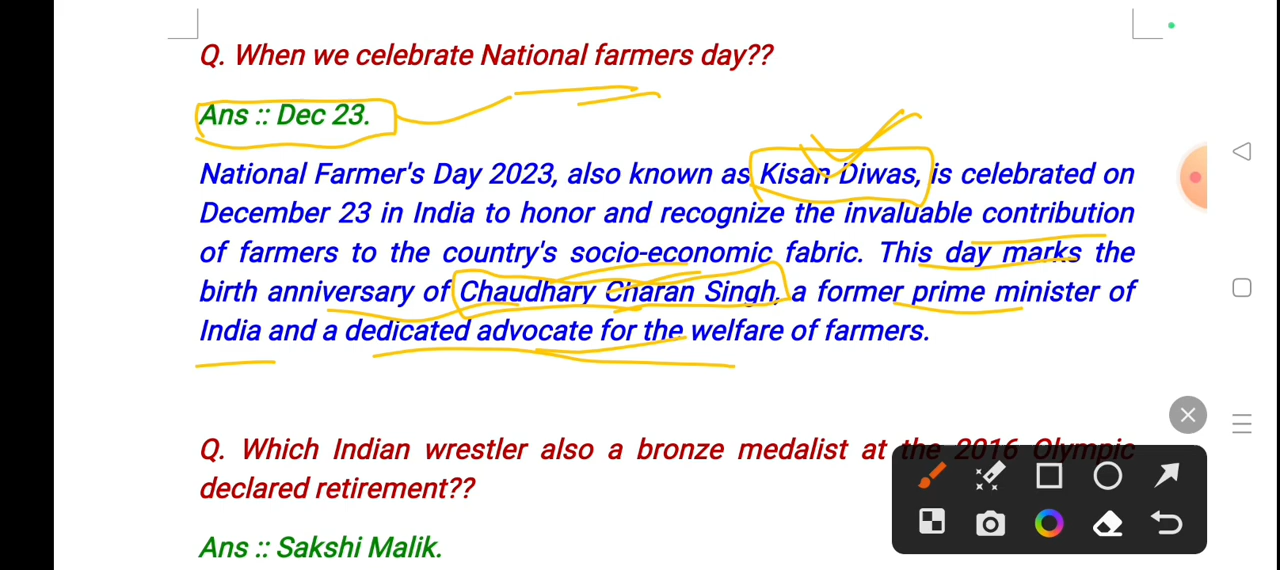 Q. When we celebrate National farmers day??
Ans :: Dec 23.
National Farmer's Day 2023, also known as Kisan Diwas, is celebrated on
December 23 in India to honor and recognize the invaluable contribution
of farmers to the country's socio-economic fabric. This day marks the
birth anniversary of Chaudhary Charan Singh, a former prime minister of
India and a dedicated advocate for the welfare of farmers.
Q. Which Indian wrestler also a bronze medalist at the 2016 Olympic
declared retirement??
Ans :: Sakshi Malik.